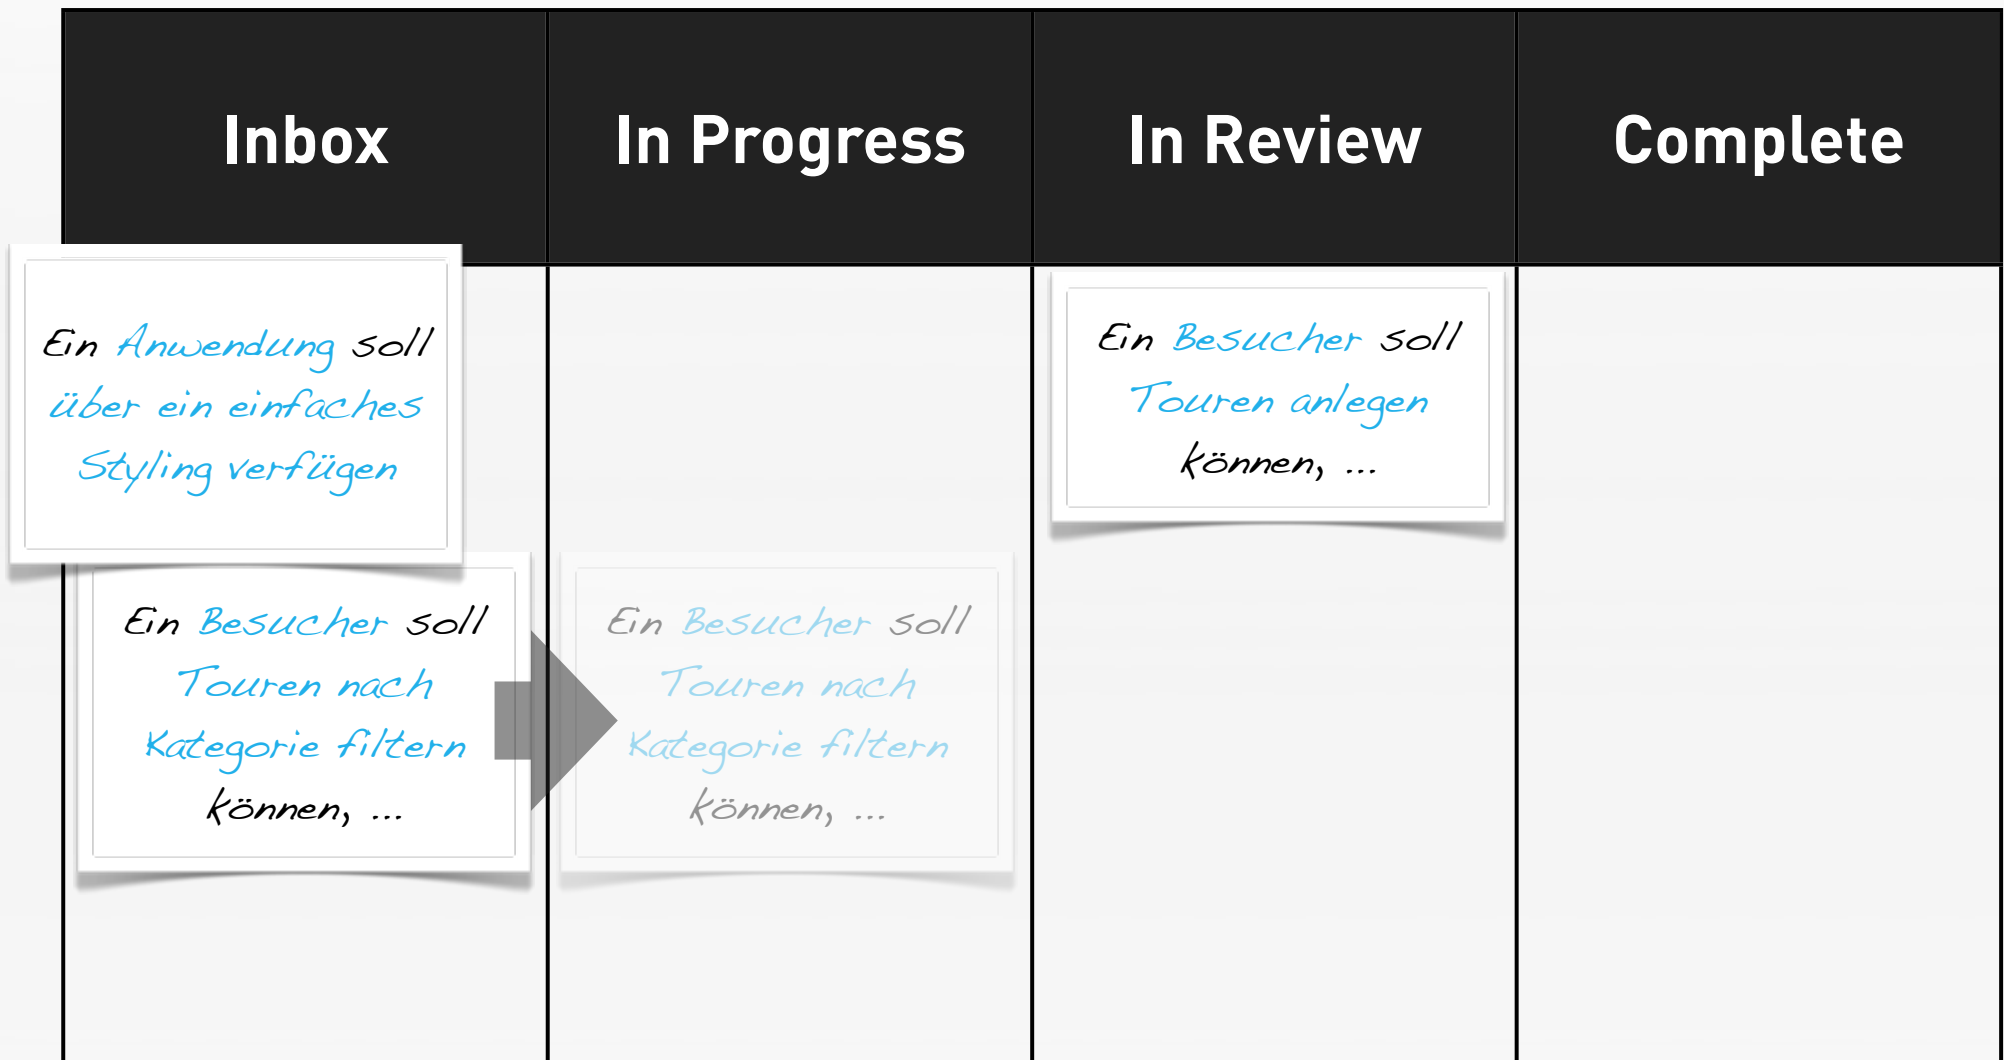 Inbox
In Progress
In Review
Complete
Ein Anwendung soll
über ein einfaches
Styling verfügen
Ein Besucher soll
Touren nach
Kategorie filtern
können, ...
Ein Besucher soll
Touren nach
Kategorie filtern
können, ...
Ein Besucher soll
Touren anlegen
können, ...